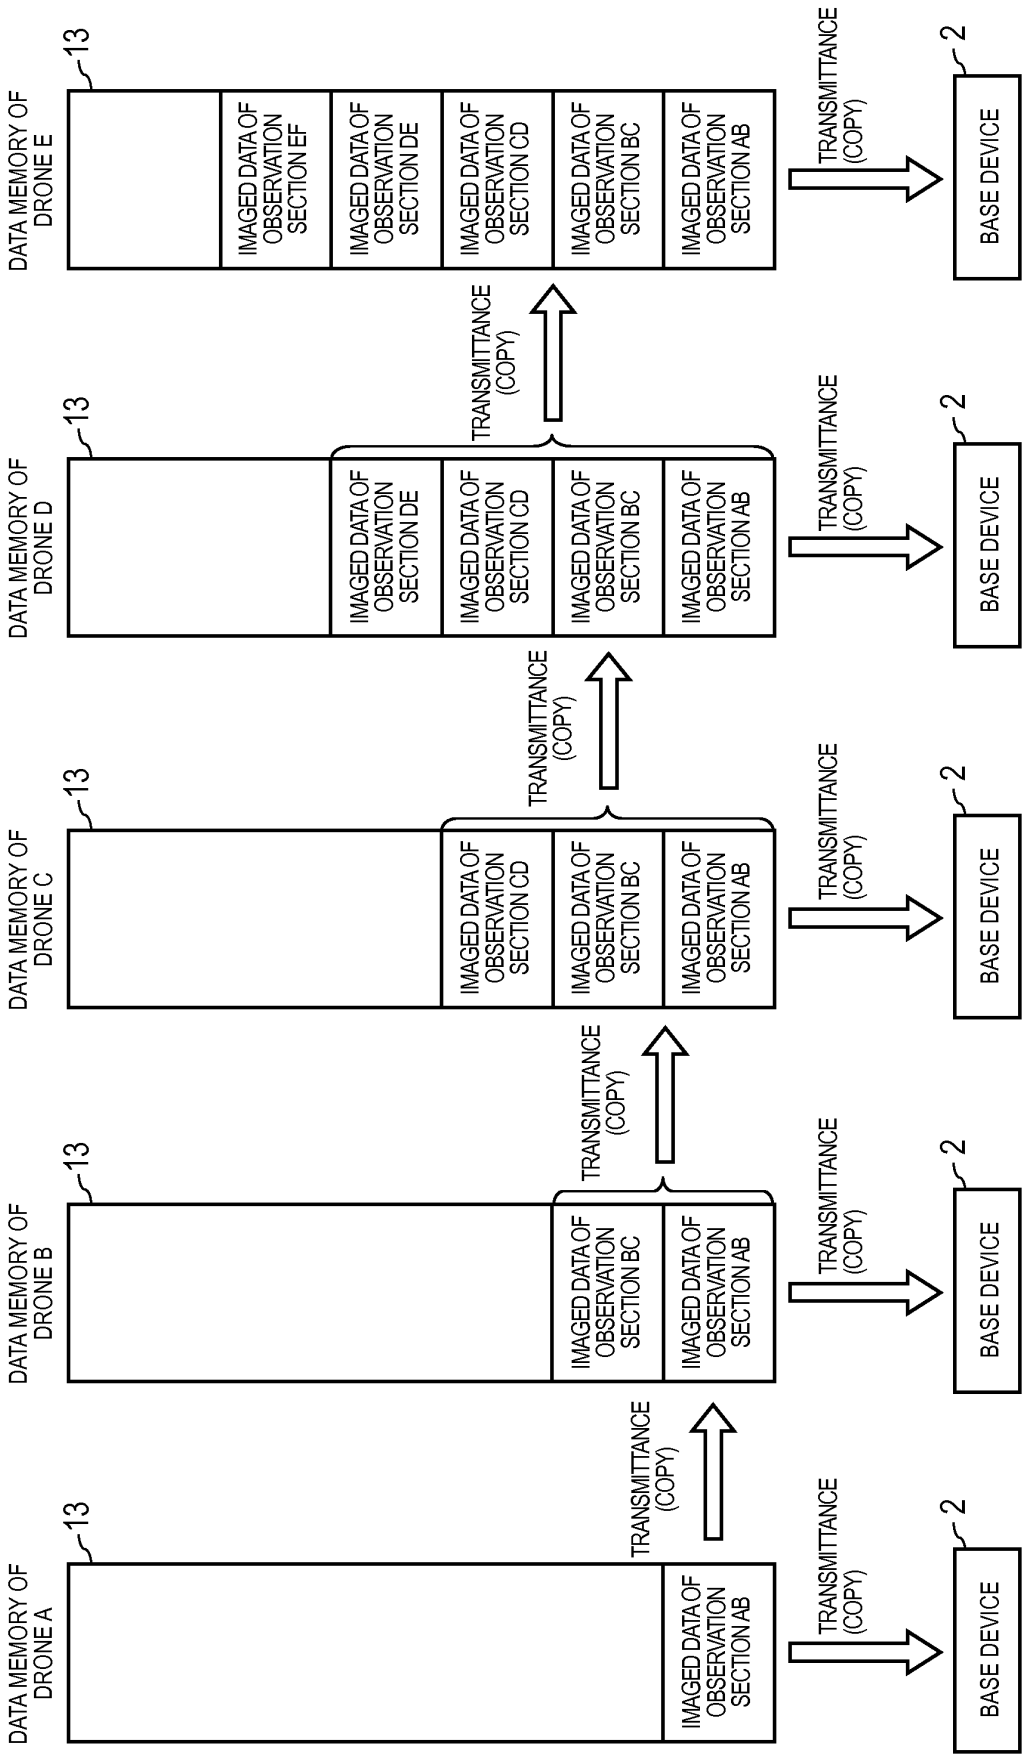 DATA MEMORY OF
DRONE A
13
IMAGED DATA OF
OBSERVATION
SECTION AB
TRANSMITTANCE
(COPY)
TRANSMITTANCE
(COPY)
2
BASE DEVICE
DATA MEMORY OF
DRONE B
13
IMAGED DATA OF
OBSERVATION
SECTION BC
IMAGED DATA OF
OBSERVATION
SECTION AB
TRANSMITTANCE
(COPY)
TRANSMITTANCE
(COPY)
2
BASE DEVICE
DATA MEMORY OF
DRONE C
13
IMAGED DATA OF
OBSERVATION
SECTION CD
IMAGED DATA OF
OBSERVATION
SECTION BC
IMAGED DATA OF
OBSERVATION
SECTION AB
TRANSMITTANCE
(COPY)
TRANSMITTANCE
(COPY)
2
BASE DEVICE
DATA MEMORY OF
DRONE D
13
IMAGED DATA OF
OBSERVATION
SECTION DE
IMAGED DATA OF
OBSERVATION
SECTION CD
IMAGED DATA OF
OBSERVATION
SECTION BC
IMAGED DATA OF
OBSERVATION
SECTION AB
TRANSMITTANCE
(COPY)
TRANSMITTANCE
(COPY)
2
BASE DEVICE
DATA MEMORY OF
DRONE E
13
IMAGED DATA OF
OBSERVATION
SECTION EF
IMAGED DATA OF
OBSERVATION
SECTION DE
IMAGED DATA OF
OBSERVATION
SECTION CD
IMAGED DATA OF
OBSERVATION
SECTION BC
IMAGED DATA OF
OBSERVATION
SECTION AB
TRANSMITTANCE
(COPY)
2
BASE DEVICE